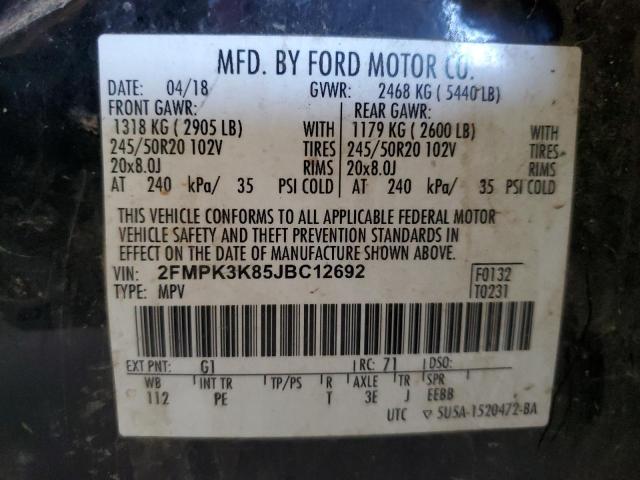 MFD. BY FORD MOTOR CO.
DATE: 04/18 GVWR: 2468 KG ( 5440 LB)
FRONT GAWR: REAR GAWR:
1318 KG ( 2905 LB) WITH 1179 KG ( 2600 LB) WITH
245/50R20 102V TIRES 245/50R20 102V TIRES
20x8.0J RIMS 20x8.0J RIMS
AT 240 kPa/ 35 PSI COLD AT 240 kPa/ 35 PSI COLD
THIS VEHICLE CONFORMS TO ALL APPLICABLE FEDERAL MOTOR
VEHICLE SAFETY AND THEFT PREVENTION STANDARDS IN
EFFECT ON THE DATE OF MANUFACTURE SHOWN ABOVE.
VIN: 2FMPK3K85JBC12692 F0132
TYPE: MPV T0231
EXT PNT: G1 RC: 71 DSO:
WB INT TR TP/PS R AXLE TR SPR
112 PE T 3E J EEBB
UTC ▽ 5USA-1520472-BA